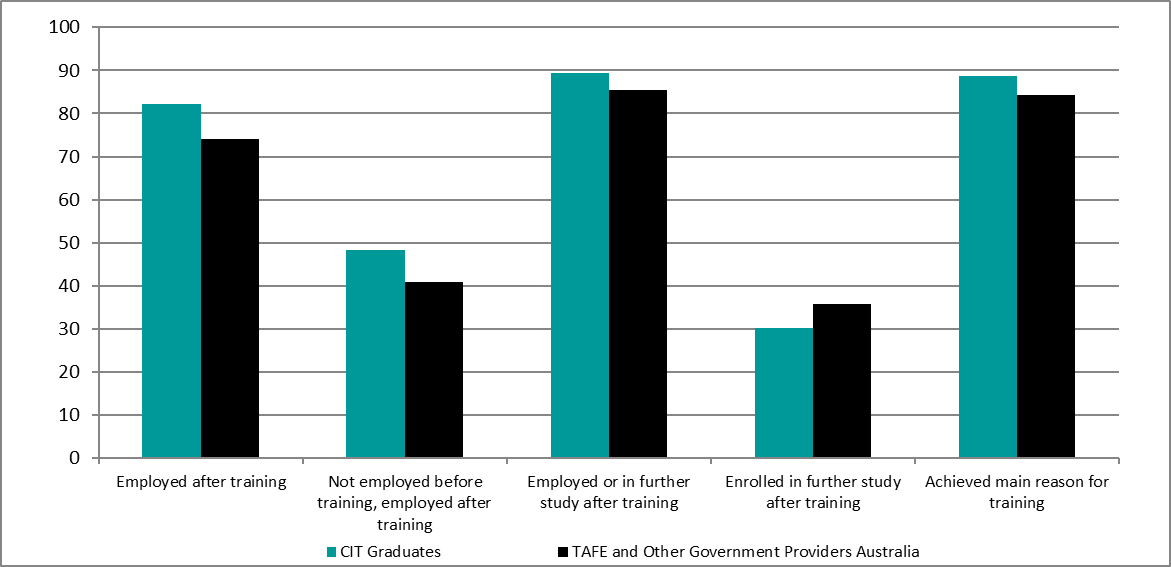 100
90
80
70
60
50
40
30
20
10
0
Employed after training
Not employed before
training, employed after
training
Employed or in further
study after training
Enrolled in further study
after training
Achieved main reason for
training
CIT Graduates
TAFE and Other Government Providers Australia